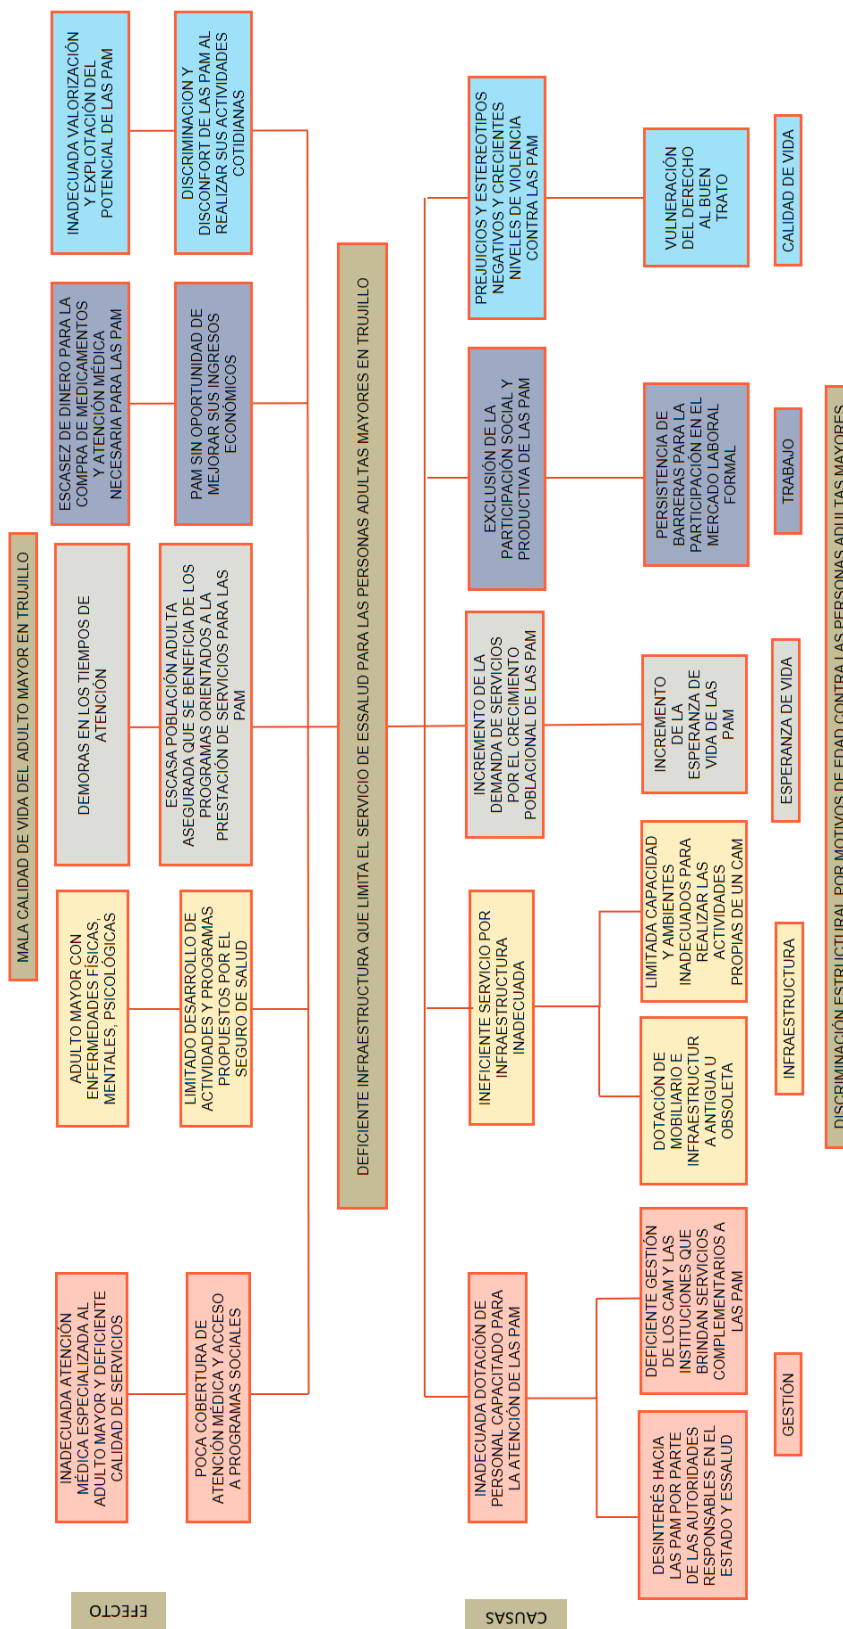 MALA CALIDAD DE VIDA DEL ADULTO MAYOR EN TRUJILLO
EFECTO
INADECUADA ATENCIÓN
MÉDICA ESPECIALIZADA AL
ADULTO MAYOR Y DEFICIENTE
CALIDAD DE SERVICIOS
ADULTO MAYOR CON
ENFERMEDADES FÍSICAS,
MENTALES, PSICOLÓGICAS
DEMORAS EN LOS TIEMPOS DE
ATENCIÓN
ESCASEZ DE DINERO PARA LA
COMPRA DE MEDICAMENTOS
Y ATENCIÓN MÉDICA
NECESARIA PARA LAS PAM
INADECUADA VALORIZACIÓN
Y EXPLOTACIÓN DEL
POTENCIAL DE LAS PAM
POCA COBERTURA DE
ATENCIÓN MÉDICA Y ACCESO
A PROGRAMAS SOCIALES
LIMITADO DESARROLLO DE
ACTIVIDADES Y PROGRAMAS
PROPUESTOS POR EL
SEGURO DE SALUD
ESCASA POBLACIÓN ADULTA
ASEGURADA QUE SE BENEFICIA DE LOS
PROGRAMAS ORIENTADOS A LA
PRESTACIÓN DE SERVICIOS PARA LAS
PAM
PAM SIN OPORTUNIDAD DE
MEJORAR SUS INGRESOS
ECONÓMICOS
DISCRIMINACION Y
DISCONFORT DE LAS PAM AL
REALIZAR SUS ACTIVIDADES
COTIDIANAS
DEFICIENTE INFRAESTRUCTURA QUE LIMITA EL SERVICIO DE ESSALUD PARA LAS PERSONAS ADULTAS MAYORES EN TRUJILLO
CAUSAS
INADECUADA DOTACIÓN DE
PERSONAL CAPACITADO PARA
LA ATENCIÓN DE LAS PAM
INEFICIENTE SERVICIO POR
INFRAESTRUCTURA
INADECUADA
INCREMENTO DE LA
DEMANDA DE SERVICIOS
POR EL CRECIMIENTO
POBLACIONAL DE LAS PAM
EXCLUSIÓN DE LA
PARTICIPACIÓN SOCIAL Y
PRODUCTIVA DE LAS PAM
PREJUICIOS Y ESTEREOTIPOS
NEGATIVOS Y CRECIENTES
NIVELES DE VIOLENCIA
CONTRA LAS PAM
DESINTERÉS HACIA
LAS PAM POR PARTE
DE LAS AUTORIDADES
RESPONSABLES EN EL
ESTADO Y ESSALUD
DEFICIENTE GESTIÓN
DE LOS CAM Y LAS
INSTITUCIONES QUE
BRINDAN SERVICIOS
COMPLEMENTARIOS A
LAS PAM
DOTACIÓN DE
MOBILIARIO E
INFRAESTRUCTUR
A ANTIGUA U
OBSOLETA
LIMITADA CAPACIDAD
Y AMBIENTES
INADECUADOS PARA
REALIZAR LAS
ACTIVIDADES
PROPIAS DE UN CAM
INCREMENTO
DE LA
ESPERANZA DE
VIDA DE LAS
PAM
PERSISTENCIA DE
BARRERAS PARA LA
PARTICIPACIÓN EN EL
MERCADO LABORAL
FORMAL
VULNERACIÓN
DEL DERECHO
AL BUEN
TRATO
GESTIÓN
INFRAESTRUCTURA
ESPERANZA DE VIDA
TRABAJO
CALIDAD DE VIDA
DISCRIMINACIÓN ESTRUCTURAL POR MOTIVOS DE EDAD CONTRA LAS PERSONAS ADULTAS MAYORES